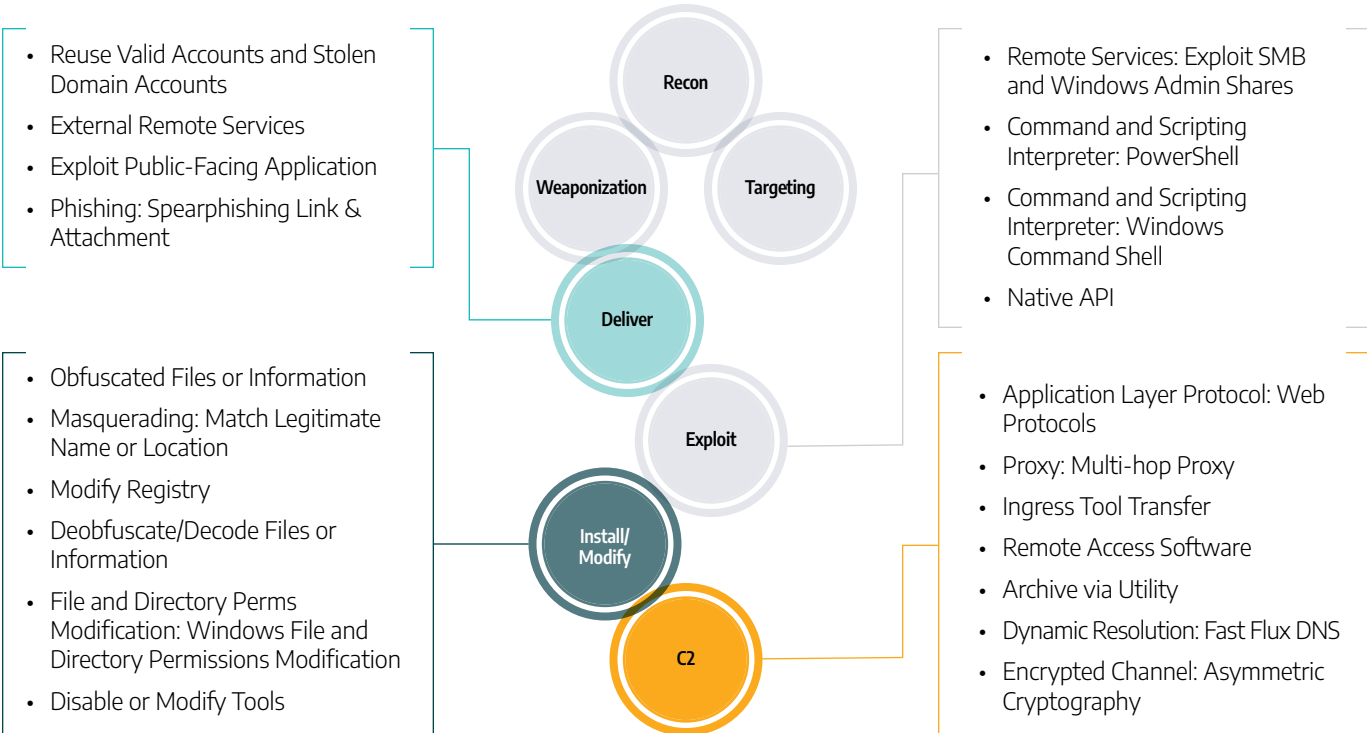 • Reuse Valid Accounts and Stolen
Domain Accounts
• External Remote Services
• Exploit Public-Facing Application
• Phishing: Spearphishing Link &
Attachment
Recon
Weaponization
Targeting
Deliver
Exploit
Install/
Modify
C2
• Remote Services: Exploit SMB
and Windows Admin Shares
• Command and Scripting
Interpreter: PowerShell
• Command and Scripting
Interpreter: Windows
Command Shell
• Native API
• Obfuscated Files or Information
• Masquerading: Match Legitimate
Name or Location
• Modify Registry
• Deobfuscate/Decode Files or
Information
• File and Directory Perms
Modification: Windows File and
Directory Permissions Modification
• Disable or Modify Tools
• Application Layer Protocol: Web
Protocols
• Proxy: Multi-hop Proxy
• Ingress Tool Transfer
• Remote Access Software
• Archive via Utility
• Dynamic Resolution: Fast Flux DNS
• Encrypted Channel: Asymmetric
Cryptography